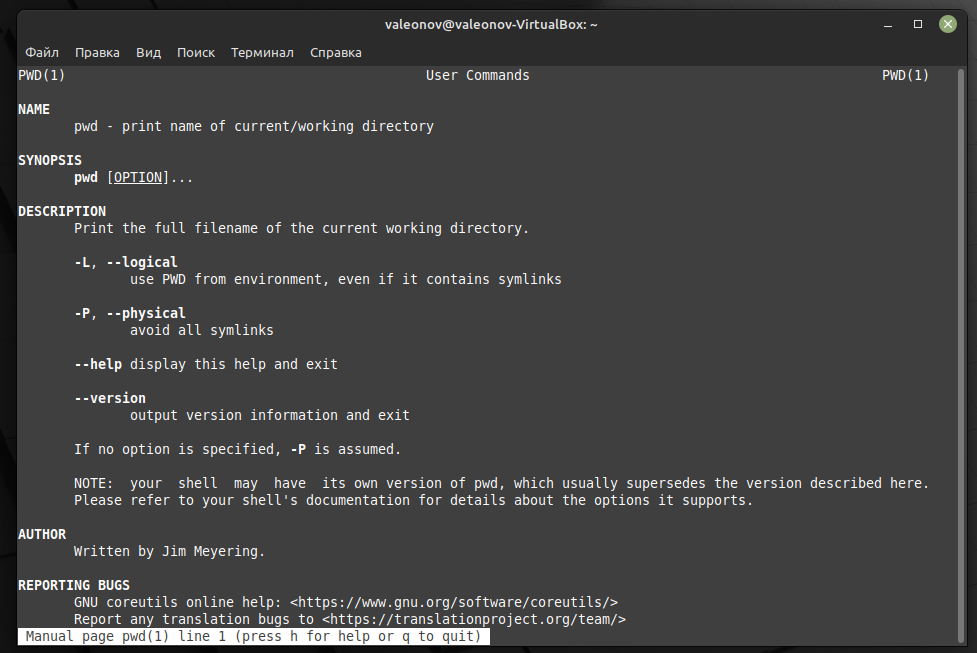 valeonov@valeonov-VirtualBox: ~
Файл Правка Вид Поиск Терминал Справка
PWD(1) User Commands PWD(1)
NAME
pwd - print name of current/working directory
SYNOPSIS
pwd [OPTION]...
DESCRIPTION
Print the full filename of the current working directory.
-L, --logical
use PWD from environment, even if it contains symlinks
-P, --physical
avoid all symlinks
--help display this help and exit
--version
output version information and exit
If no option is specified, -P is assumed.
NOTE: your shell may have its own version of pwd, which usually supersedes the version described here.
Please refer to your shell's documentation for details about the options it supports.
AUTHOR
Written by Jim Meyering.
REPORTING BUGS
GNU coreutils online help: <https://www.gnu.org/software/coreutils/>
Report any translation bugs to <https://translationproject.org/team/>
Manual page pwd(1) line 1 (press h for help or q to quit)